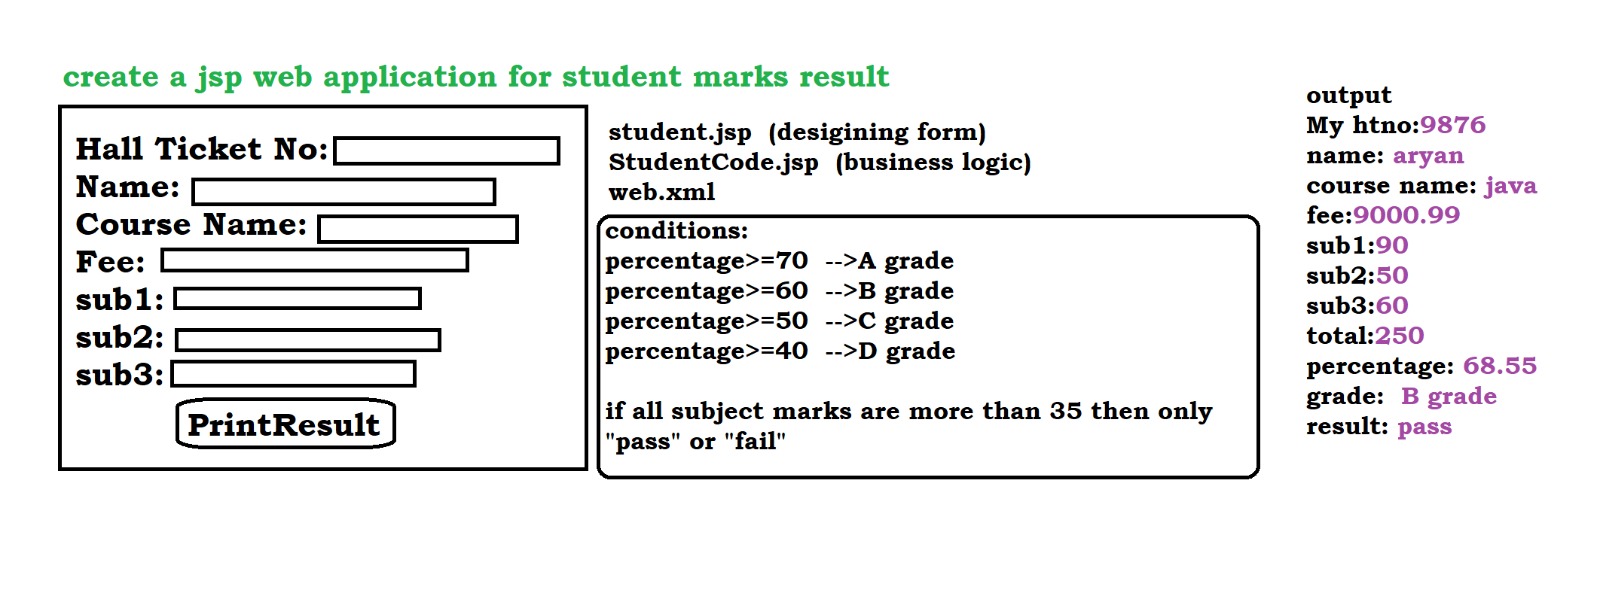 create a jsp web application for student marks result
Hall Ticket No:
Name:
Course Name:
Fee:
sub1:
sub2:
sub3:
PrintResult
student.jsp (desigining form)
StudentCode.jsp (business logic)
web.xml
conditions:
percentage>=70 -->A grade
percentage>=60 -->B grade
percentage>=50 -->C grade
percentage>=40 -->D grade
if all subject marks are more than 35 then only
"pass" or "fail"
output
My htno:9876
name: aryan
course name: java
fee:9000.99
sub1:90
sub2:50
sub3:60
total:250
percentage: 68.55
grade: B grade
result: pass